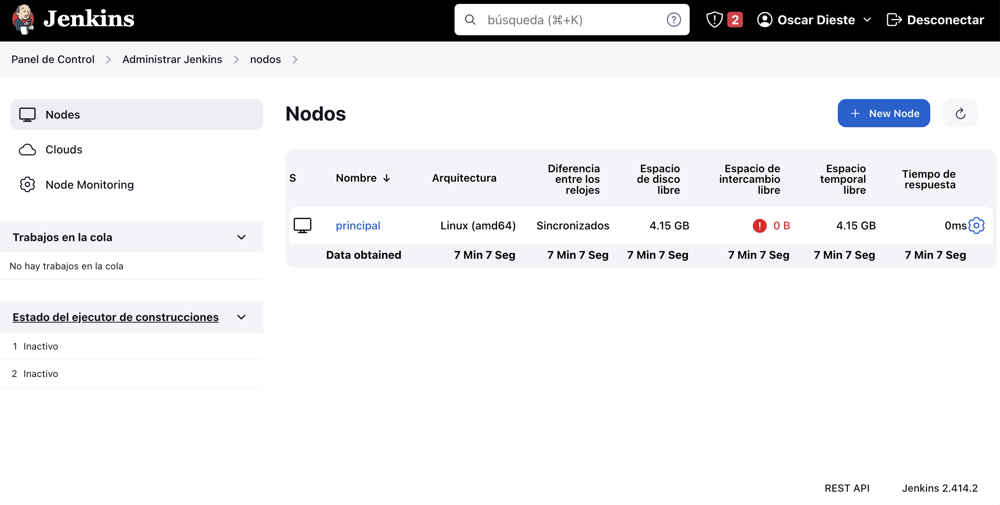 Jenkins
búsqueda (⌘+K)
2
Oscar Dieste
Desconectar
Panel de Control
Administrar Jenkins
nodos
Nodes
Clouds
Node Monitoring
Trabajos en la cola
No hay trabajos en la cola
Estado del ejecutor de construcciones
1 Inactivo
2 Inactivo
Nodos
New Node
S
Nombre ↓
Arquitectura
Diferencia
entre los
relojes
Espacio
de disco
libre
Espacio de
intercambio
libre
Espacio
temporal
libre
Tiempo de
respuesta
principal
Linux (amd64)
Sincronizados
4.15 GB
0 B
4.15 GB
0ms
Data obtained
7 Min 7 Seg
7 Min 7 Seg
7 Min 7 Seg
7 Min 7 Seg
7 Min 7 Seg
7 Min 7 Seg
REST API
Jenkins 2.414.2